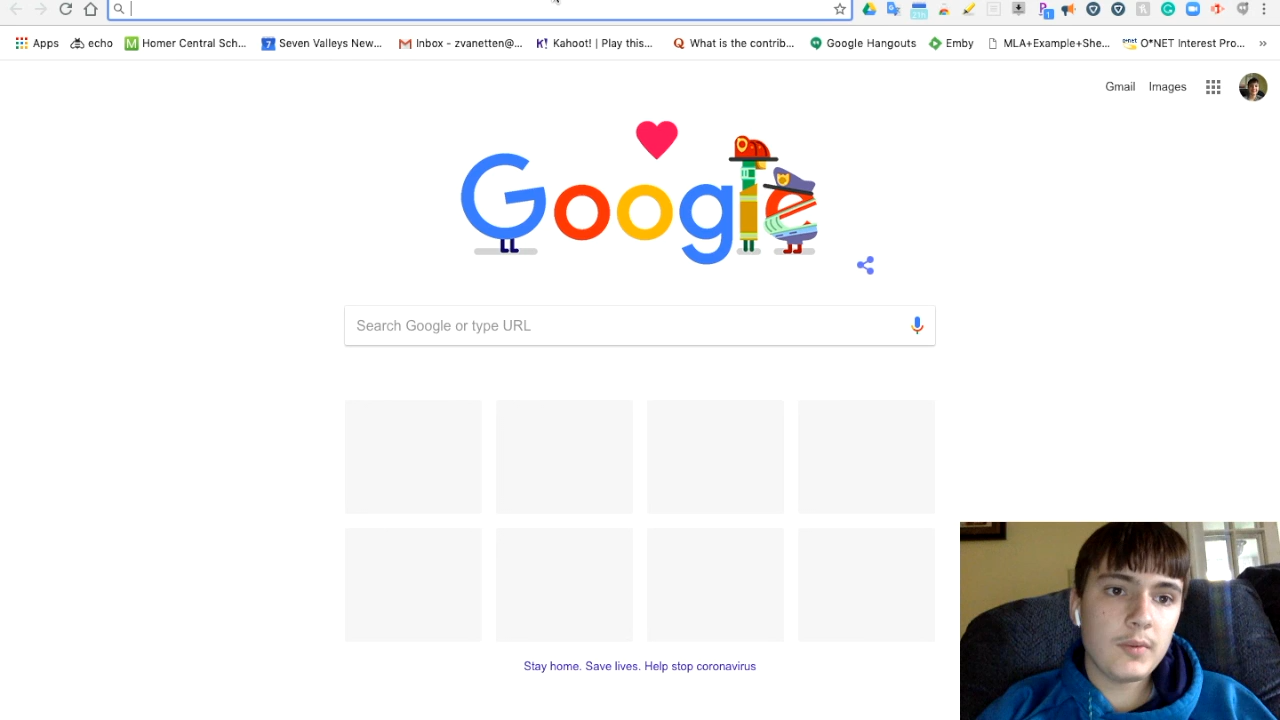 Apps echo Homer Central Sch... Seven Valleys New... Inbox - zvanetten@... Kahoot! | Play this... What is the contrib... Google Hangouts Emby MLA+Example+She... O*NET Interest Pro... »
Gmail Images
Google
Search Google or type URL
Stay home. Save lives. Help stop coronavirus